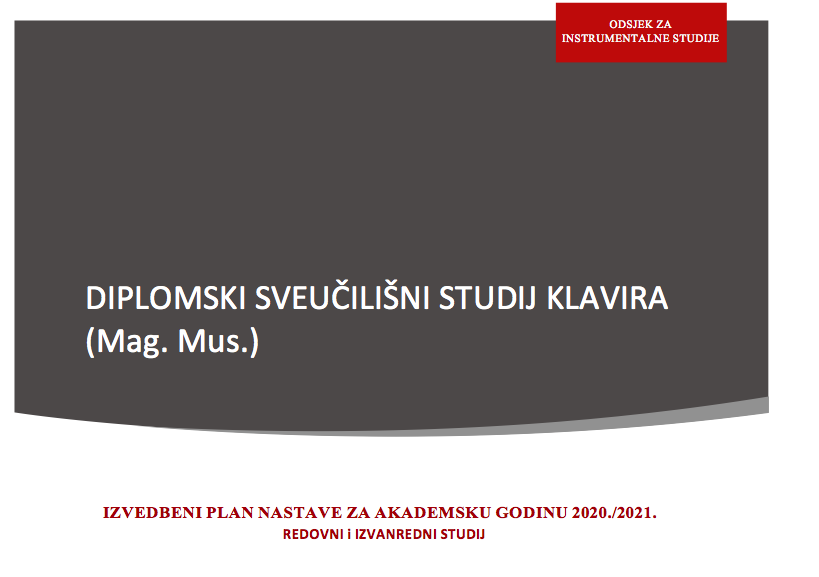 ODSJEK ZA
INSTRUMENTALNE STUDIJE
DIPLOMSKI SVEUČILIŠNI STUDIJ KLAVIRA
(Mag. Mus.)
IZVEDBENI PLAN NASTAVE ZA AKADEMSKU GODINU 2020./2021.
REDOVNI i IZVANREDNI STUDIJ